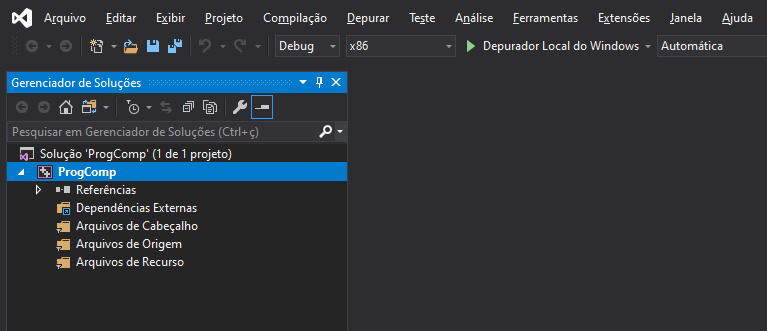 Arquivo Editar Exibir Projeto Compilação Depurar Teste Análise Ferramentas Extensões Janela Ajuda
Debug x86 Depurador Local do Windows Automática
Gerenciador de Soluções
Pesquisar em Gerenciador de Soluções (Ctrl+ç)
Solução 'ProgComp' (1 de 1 projeto)
ProgComp
Referências
Dependências Externas
Arquivos de Cabeçalho
Arquivos de Origem
Arquivos de Recurso